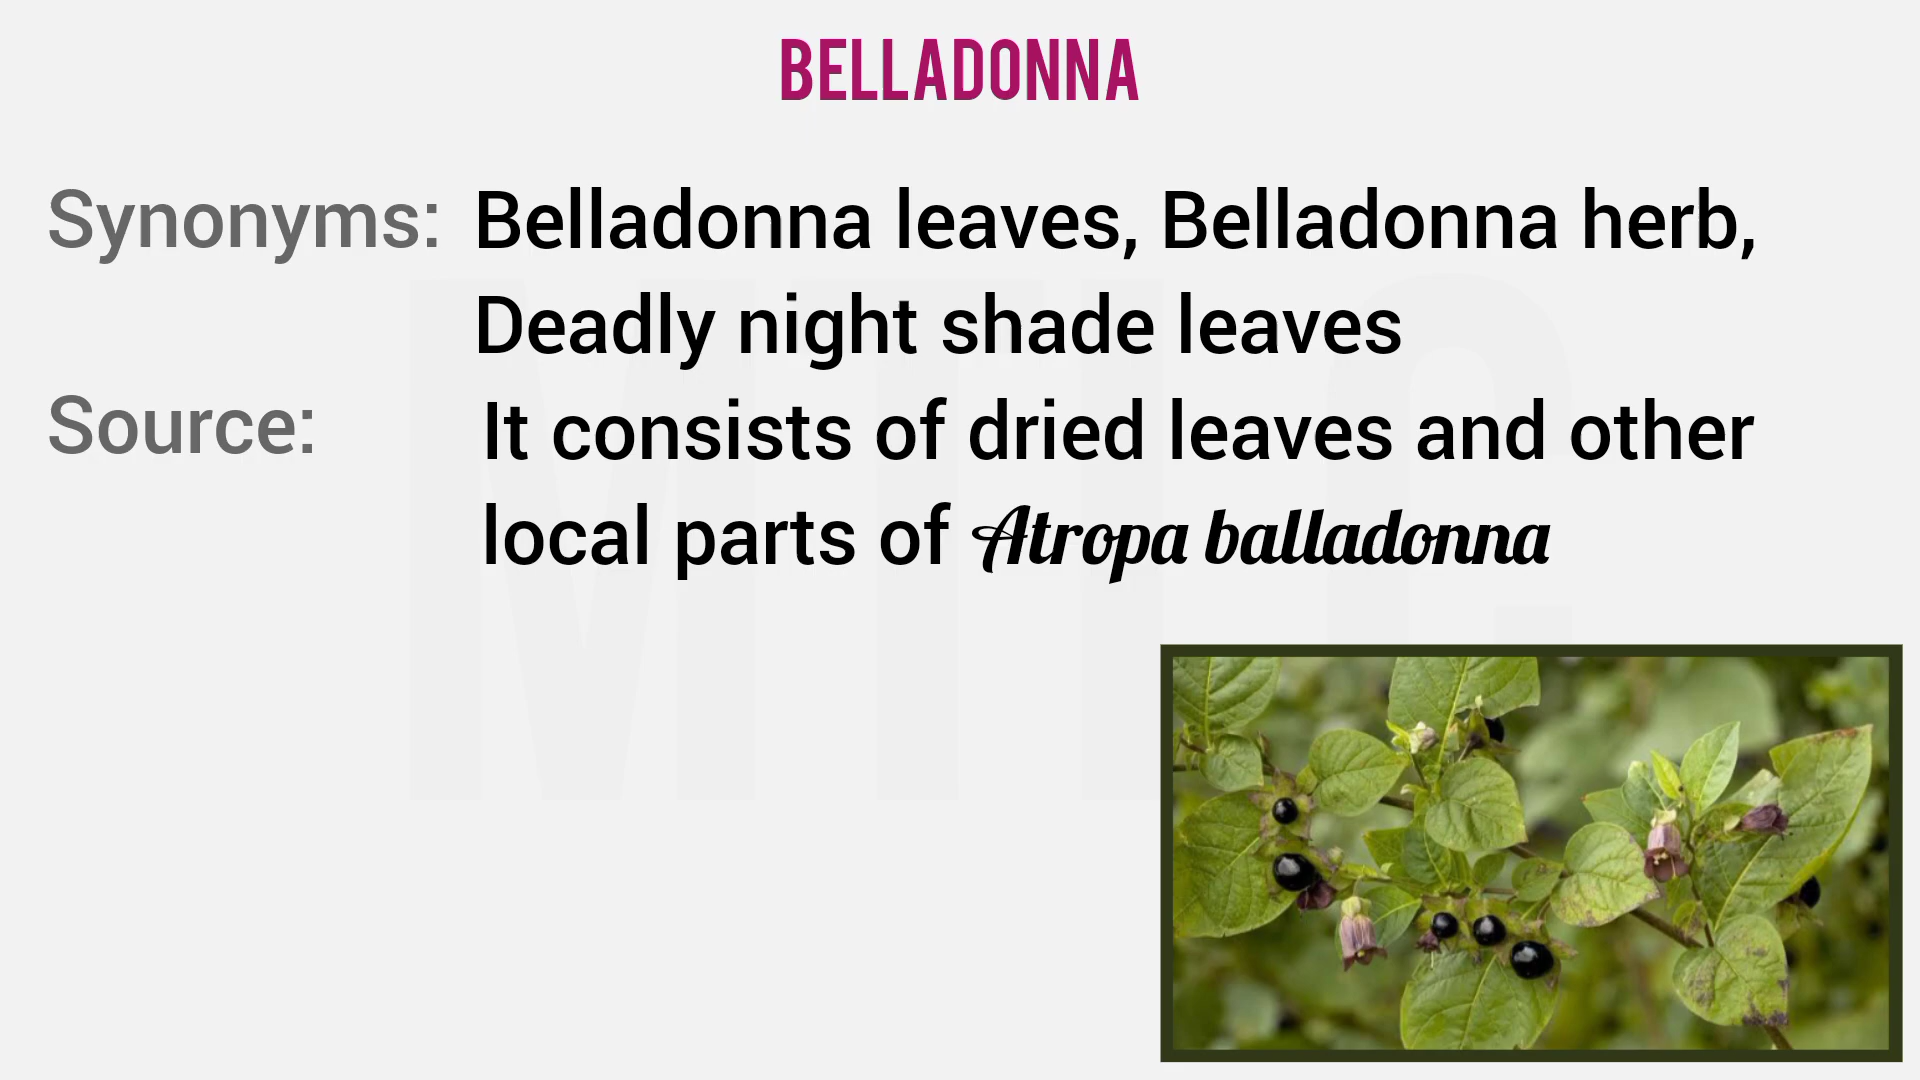 BELLADONNA
Synonyms: Belladonna leaves, Belladonna herb,
Deadly night shade leaves
Source: It consists of dried leaves and other
local parts of Atropa balladonna
MTLC